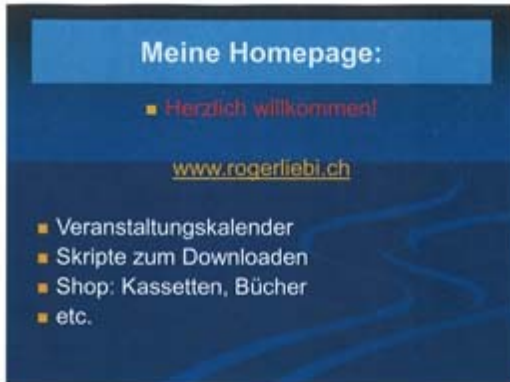 Meine Homepage:
Herzlich willkommen!
www.rogerliebi.ch
Veranstaltungskalender
Skripte zum Downloaden
Shop: Kassetten, Bücher
etc.